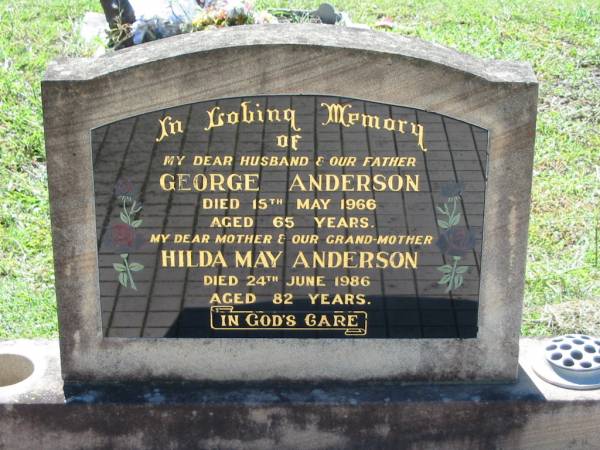 In Loving Memory
OF
MY DEAR HUSBAND & OUR FATHER
GEORGE ANDERSON
DIED 15TH MAY 1966
AGED 65 YEARS.
MY DEAR MOTHER & OUR GRAND-MOTHER
HILDA MAY ANDERSON
DIED 24TH JUNE 1986
AGED 82 YEARS.
IN GOD'S CARE